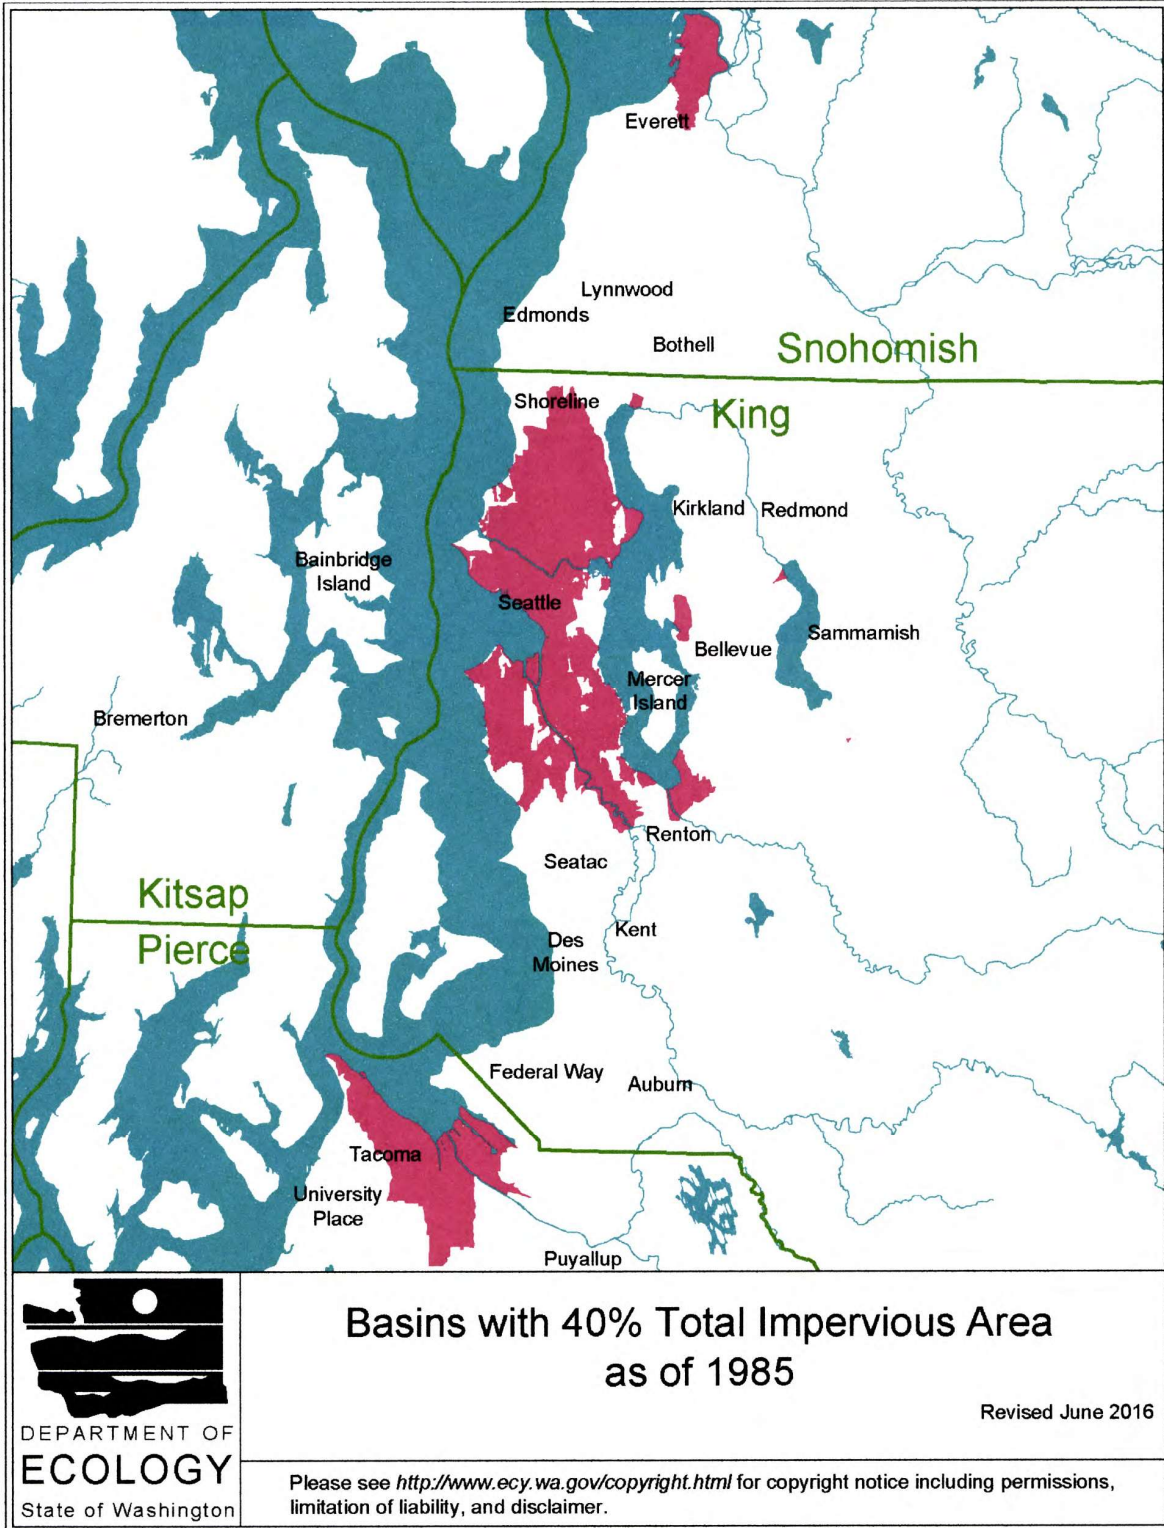 Everett
Lynnwood
Edmonds
Bothell
Snohomish
Shoreline
King
Kirkland
Redmond
Bainbridge
Island
Seattle
Sammamish
Bellevue
Mercer
Island
Bremerton
Renton
Seatac
Kitsap
Kent
Pierce
Des
Moines
Federal Way
Auburn
Tacoma
University
Place
Puyallup
Basins with 40% Total Impervious Area
as of 1985
Revised June 2016
DEPARTMENT OF
ECOLOGY
State of Washington
Please see http://www.ecy.wa.gov/copyright.html for copyright notice including permissions,
limitation of liability, and disclaimer.